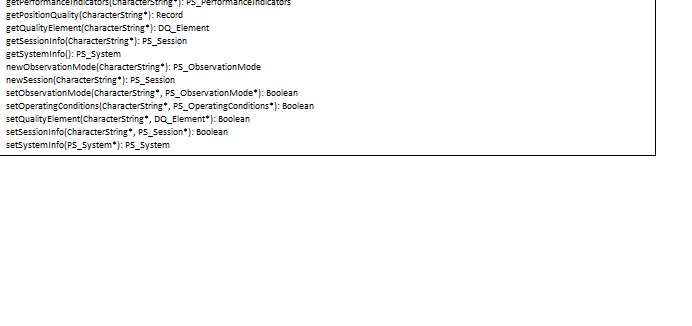 getPerformanceIndicators(CharacterString*): PS_PerformanceIndicators
getPositionQuality(CharacterString*): Record
getQualityElement(CharacterString*): DQ_Element
getSessionInfo(CharacterString*): PS_Session
getSystemInfo(): PS_System
newObservationMode(CharacterString*): PS_ObservationMode
newSession(CharacterString*): PS_Session
setObservationMode(CharacterString*, PS_ObservationMode*): Boolean
setOperatingConditions(CharacterString*, PS_OperatingConditions*): Boolean
setQualityElement(CharacterString*, DQ_Element*): Boolean
setSessionInfo(CharacterString*, PS_Session*): Boolean
setSystemInfo(PS_System*): PS_System